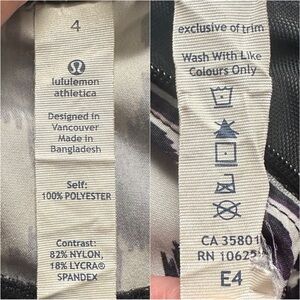 4
lululemon
athletica
Designed in
Vancouver
Made in
Bangladesh
Self:
100% POLYESTER
Contrast:
82% NYLON,
18% LYCRA®
SPANDEX
exclusive of trim
Wash With Like
Colours Only
CA 35801
RN 10625
E4